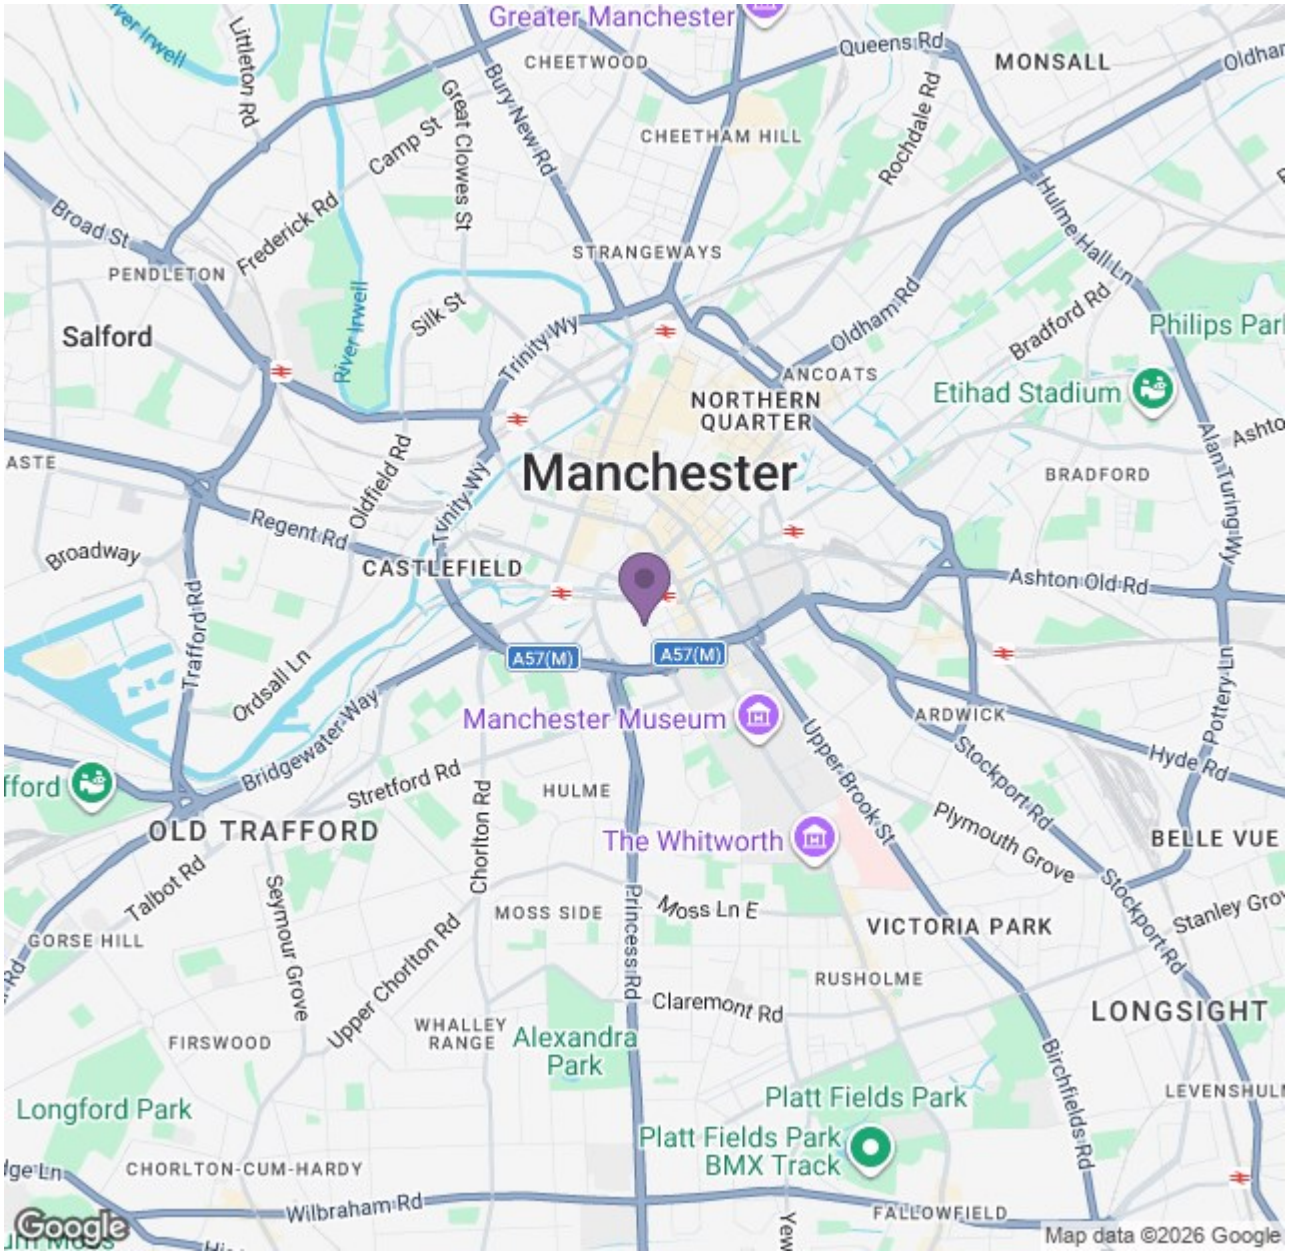 Greater Manchester
River Irwell
Littleton Rd
CHEETWOOD
Queens Rd
MONSALL
Bury New Rd
Great Clowes St
Camp St
CHEETHAM HILL
Rochdale Rd
Hulme Hall Ln
Broad St
Frederick Rd
PENDLETON
STRANGEWAYS
Salford
River Irwell
Silk St
Trinity Wy
Oldham Rd
Bradford Rd
Philips Par
ANCOATS
NORTHERN
QUARTER
Etihad Stadium
Alan Turing Wy
Ashto
ASTE
Oldfield Rd
Trinity Wy
Manchester
BRADFORD
Regent Rd
Broadway
CASTLEFIELD
Ashton Old Rd
Trafford Rd
A57(M)
A57(M)
Ordsall Ln
Pottery Ln
Manchester Museum
ARDWICK
Bridgewater Way
Upper Brook St
Stockport Rd
Hyde Rd
fford
Stretford Rd
HULME
Chorlton Rd
OLD TRAFFORD
The Whitworth
Plymouth Grove
BELLE VUE
Talbot Rd
Seymour Grove
MOSS SIDE
Princess Rd
Moss Ln E
VICTORIA PARK
Stockport Rd
Stanley Gro
GORSE HILL
Upper Chorlton Rd
RUSHOLME
Claremont Rd
LONGSIGHT
FIRSWOOD
WHALLEY
RANGE
Alexandra
Park
Birchfields Rd
LEVENSHUL
Longford Park
Platt Fields Park
Platt Fields Park
BMX Track
dge Ln
CHORLTON-CUM-HARDY
Wilbraham Rd
FALLOWFIELD
Google
Map data ©2026 Google